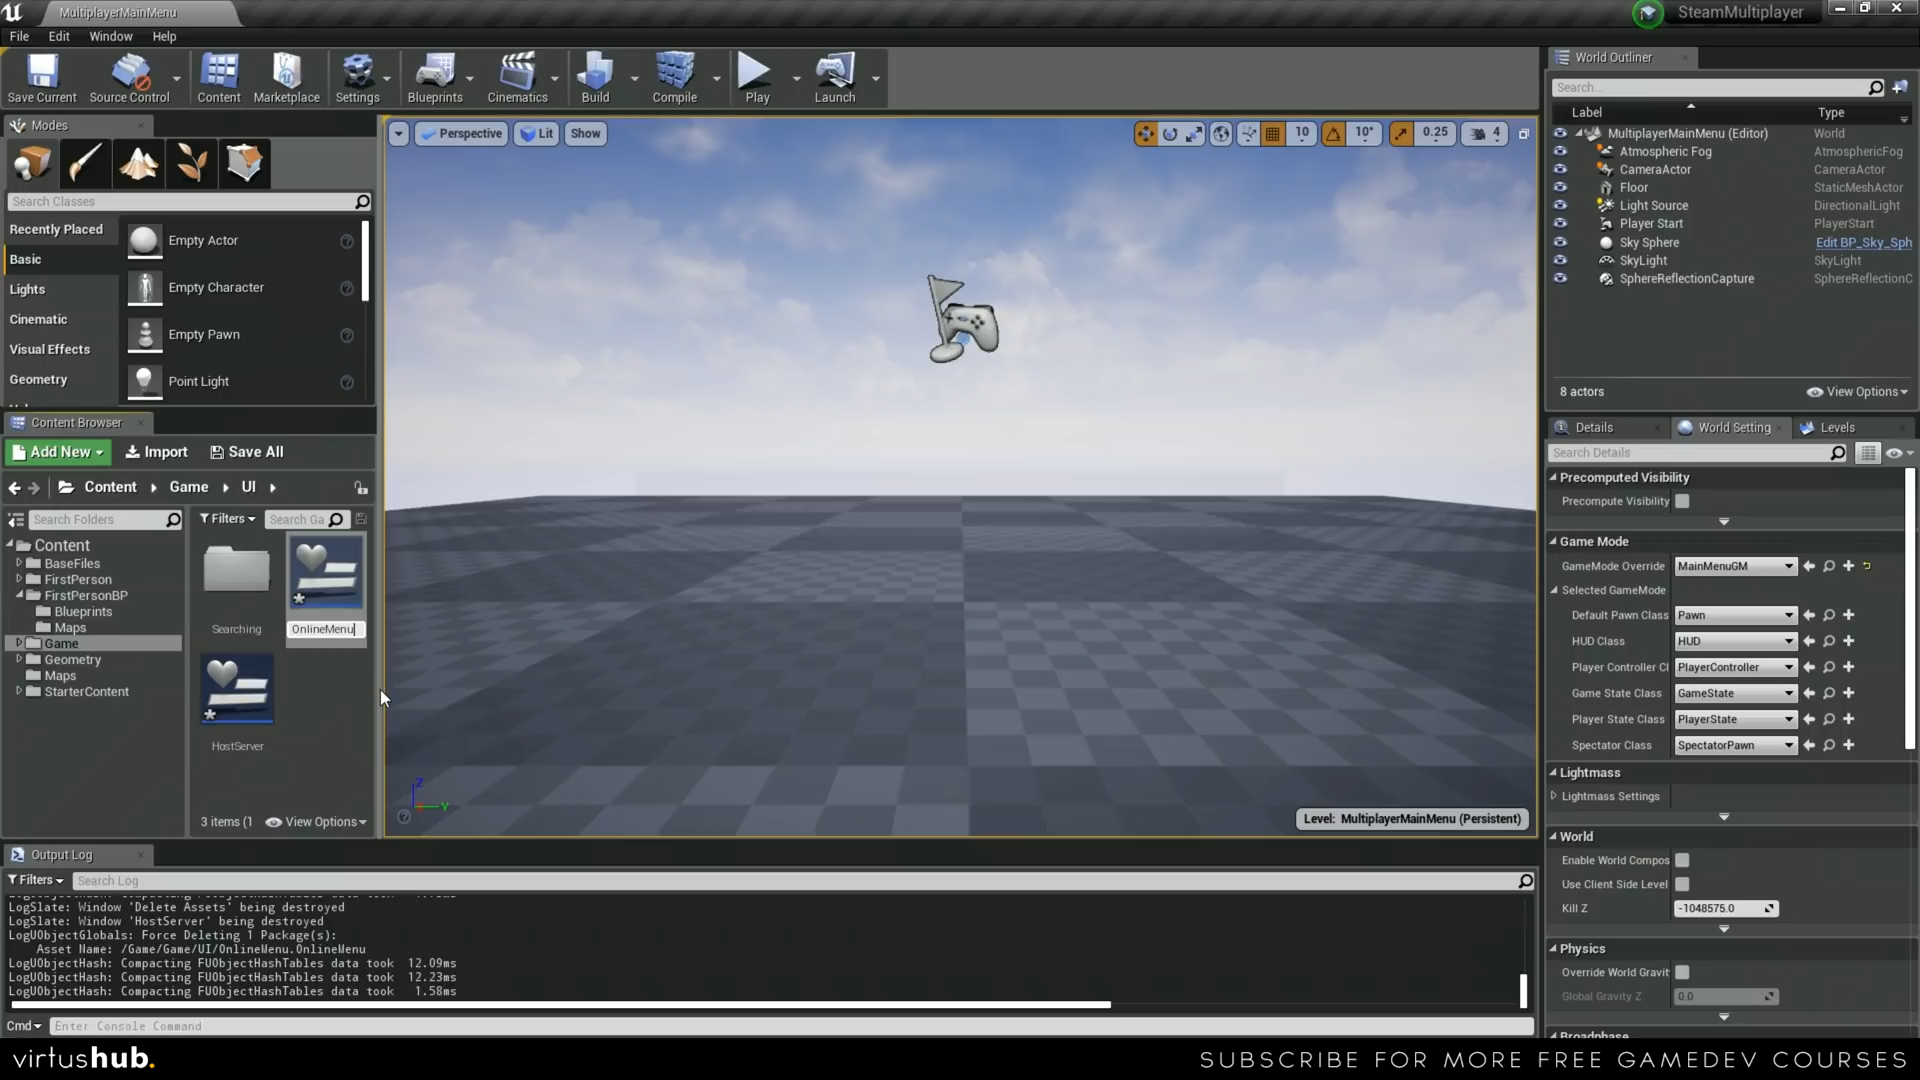 MultiplayerMainMenu
SteamMultiplayer
File Edit Window Help
Save Current
Source Control
Content
Marketplace
Settings
Blueprints
Cinematics
Build
Compile
Play
Launch
Modes
Search Classes
Recently Placed
Basic
Lights
Cinematic
Visual Effects
Geometry
Empty Actor
Empty Character
Empty Pawn
Point Light
Perspective
Lit
Show
10
10°
0.25
4
World Outliner
Search...
Label Type
MultiplayerMainMenu (Editor) World
Atmospheric Fog AtmosphericFog
CameraActor CameraActor
Floor StaticMeshActor
Light Source DirectionalLight
Player Start PlayerStart
Sky Sphere Edit BP_Sky_Sph
SkyLight SkyLight
SphereReflectionCapture SphereReflectionC
8 actors
View Options
Content Browser
Add New
Import
Save All
Content Game UI
Search Folders
Content
BaseFiles
FirstPerson
FirstPersonBP
Blueprints
Maps
Game
Geometry
Maps
StarterContent
Filters
Search Ga
Searching
OnlineMenu
HostServer
3 items (1
View Options
Z
Y
Level: MultiplayerMainMenu (Persistent)
Details
World Setting
Levels
Search Details
Precomputed Visibility
Precompute Visibility
Game Mode
GameMode Override MainMenuGM
Selected GameMode
Default Pawn Class Pawn
HUD Class HUD
Player Controller Cl PlayerController
Game State Class GameState
Player State Class PlayerState
Spectator Class SpectatorPawn
Lightmass
Lightmass Settings
World
Enable World Compos
Use Client Side Level
Kill Z -1048575.0
Physics
Override World Gravit
Global Gravity Z 0.0
Broadphase
Output Log
Filters
Search Log
LogSlate: Window 'Delete Assets' being destroyed
LogSlate: Window 'HostServer' being destroyed
LogUObjectGlobals: Force Deleting 1 Package(s):
Asset Name: /Game/Game/UI/OnlineMenu.OnlineMenu
LogUObjectHash: Compacting FUObjectHashTables data took 12.09ms
LogUObjectHash: Compacting FUObjectHashTables data took 12.23ms
LogUObjectHash: Compacting FUObjectHashTables data took 1.58ms
Cmd
Enter Console Command
virtushub.
SUBSCRIBE FOR MORE FREE GAMEDEV COURSES